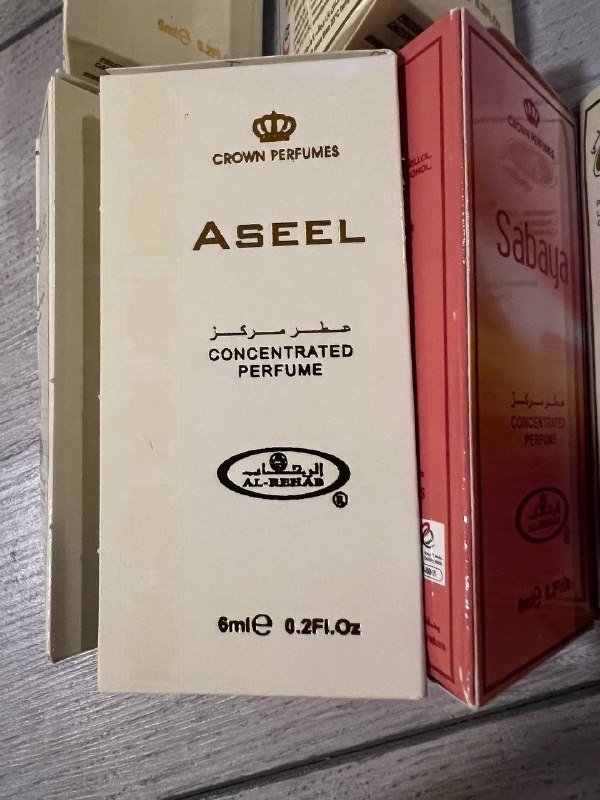 CROWN PERFUMES
ASEEL
عطر مركز
CONCENTRATED
PERFUME
الرحاب
AL-REHAB
®
6ml e 0.2Fl.Oz
CROWN PERFUMES
Sabaya
عطر مركز
CONCENTRATED
PERFUME